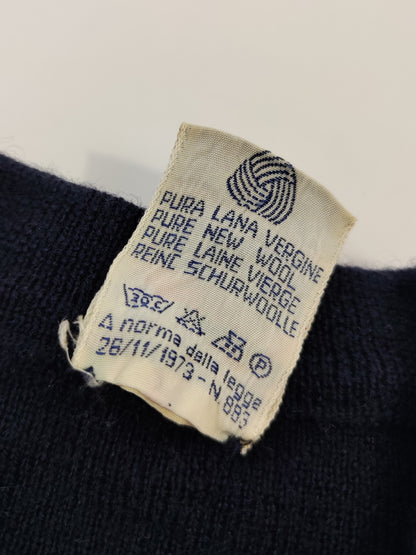 PURA LANA VERGINE
PURE NEW WOOL
PURE LAINE VIERGE
REINE SCHURWOLLE
30°C P
A norma della legge
26/11/1973-N.883